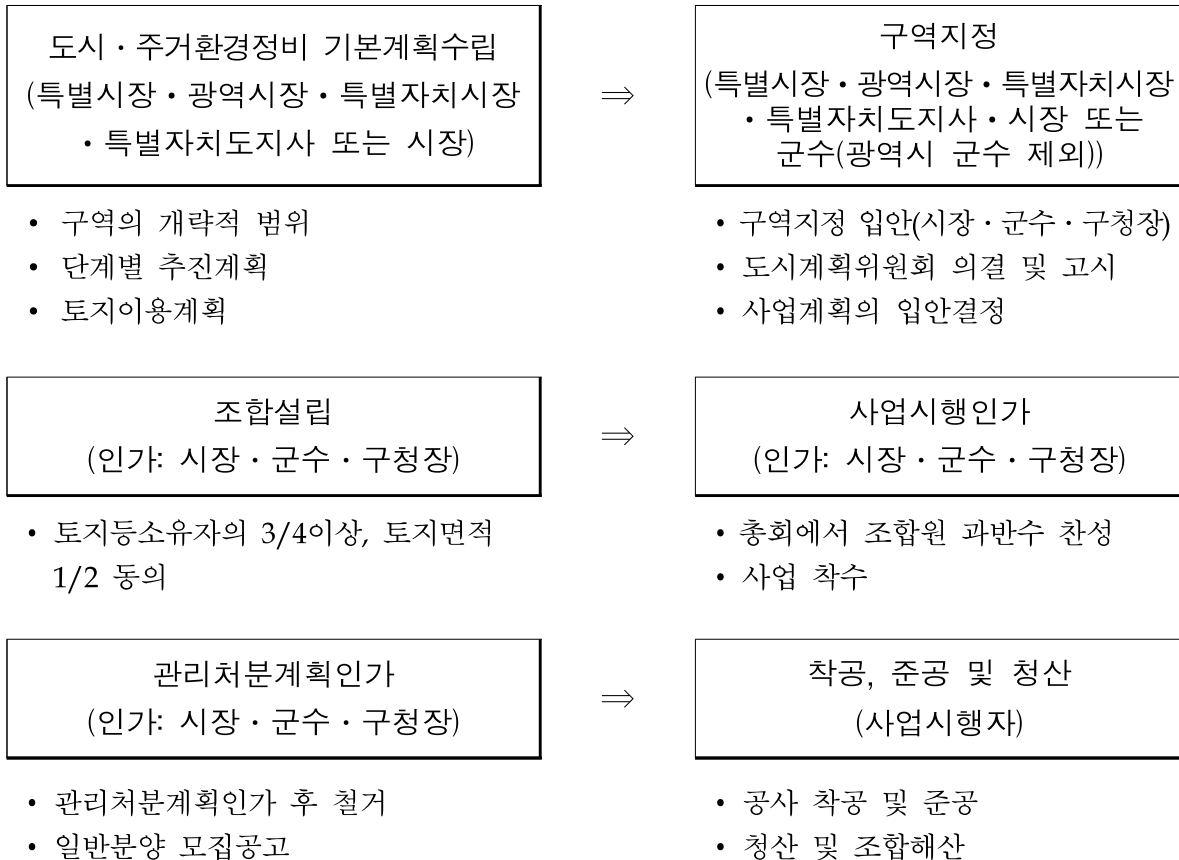 도시・주거환경정비 기본계획수립
(특별시장・광역시장・특별자치시장
・특별자치도지사 또는 시장)
⇒
구역지정
(특별시장・광역시장・특별자치시장
・특별자치도지사・시장 또는
군수(광역시 군수 제외))
• 구역의 개략적 범위
• 단계별 추진계획
• 토지이용계획
• 구역지정 입안(시장・군수・구청장)
• 도시계획위원회 의결 및 고시
• 사업계획의 입안결정
조합설립
(인가: 시장・군수・구청장)
⇒
사업시행인가
(인가: 시장・군수・구청장)
• 토지등소유자의 3/4이상, 토지면적
1/2 동의
• 총회에서 조합원 과반수 찬성
• 사업 착수
관리처분계획인가
(인가: 시장・군수・구청장)
⇒
착공, 준공 및 청산
(사업시행자)
• 관리처분계획인가 후 철거
• 일반분양 모집공고
• 공사 착공 및 준공
• 청산 및 조합해산